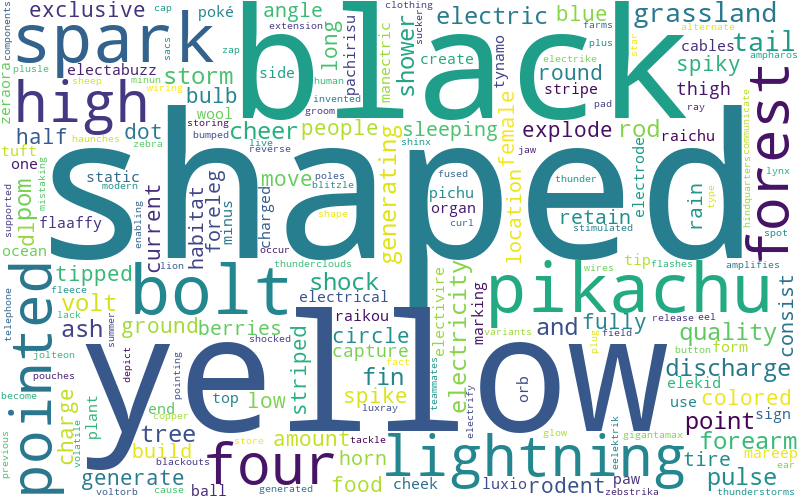 exclusive cap poké angle electric blue grassland
components spark black farms star alternate
zeraora plusle sheep minun electabuzz clothing extension sucker
storm zap human side long pachirisu manectric shower create tynamo electrike plus round cables spiky tail ampharos
high bulb wool invented groom stripe pad thigh ray
wiring storing bumped live reverse cheer people sleeping explode rod raichu communicate forest
half dot haunches move generating female jaw
tuft one mistaking static zebra shinx fused thunder electrode lynx
modern poles blitzle pichu organ retain rain type spot
dlpom flaaffy current habitat foreleg minus charged shaped location curl stimulated hindquarters
supported enabling shape
ocean lion occur thunderclouds tip wires flashes amplifies
pointed tipped fleece bolt shock pikachu
telephone volt lack electrical electivire marking variants release eel consist
ash summer ground berries raikou circle and fully quality
jolteon shocked striped capture electricity plug field button form
pouches depict pointing fin fact teammates orb discharge
become charge plant end copper top low luxray spike yellow elekid colored use sign
tree store tackle electrify glow gigantamax point
previous volatile build blackouts four amount horn lightning eelektrik forearm mareep ear
generate cause generated food cheek luxio rodent paw tire pulse
voltorb ball zebstrika thunderstorms